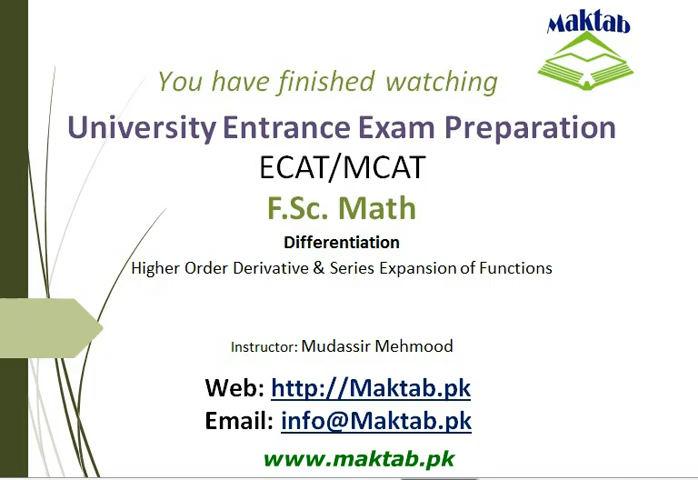 Maktab
You have finished watching
University Entrance Exam Preparation
ECAT/MCAT
F.Sc. Math
Differentiation
Higher Order Derivative & Series Expansion of Functions
Instructor: Mudassir Mehmood
Web: http://Maktab.pk
Email: info@Maktab.pk
www.maktab.pk